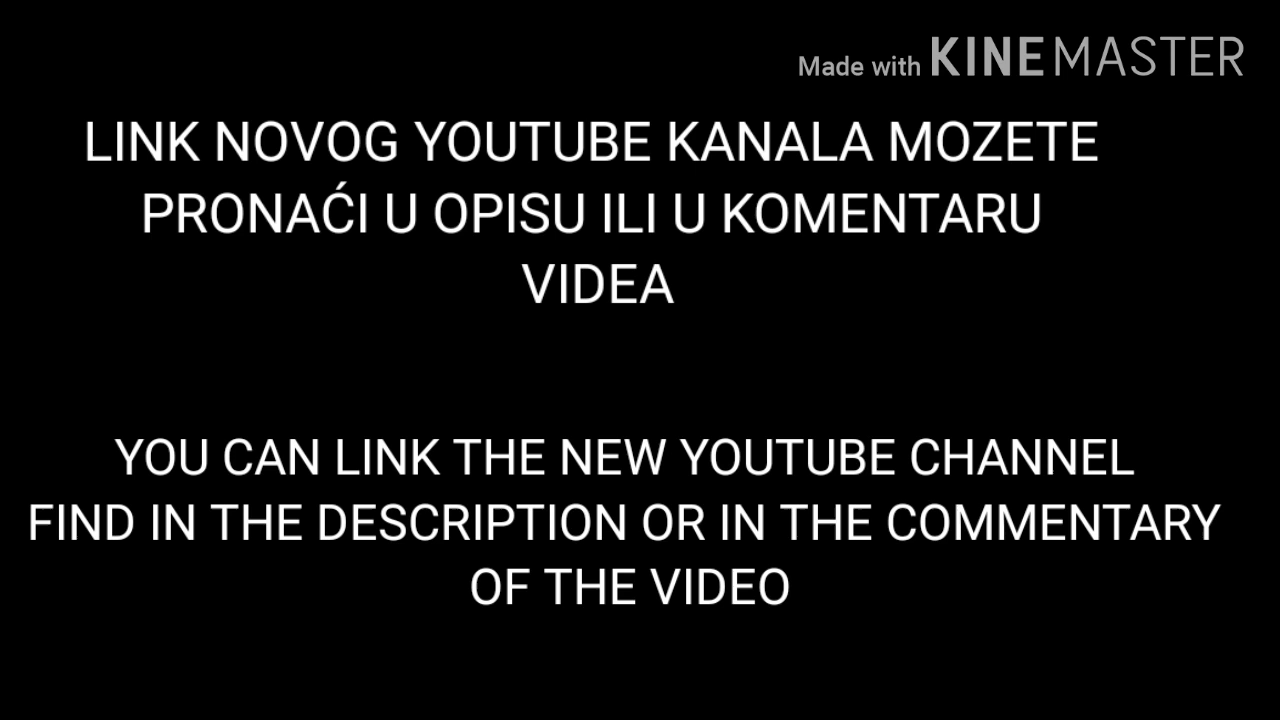 Made with KINEMASTER
LINK NOVOG YOUTUBE KANALA MOZETE
PRONAĆI U OPISU ILI U KOMENTARU
VIDEA
YOU CAN LINK THE NEW YOUTUBE CHANNEL
FIND IN THE DESCRIPTION OR IN THE COMMENTARY
OF THE VIDEO